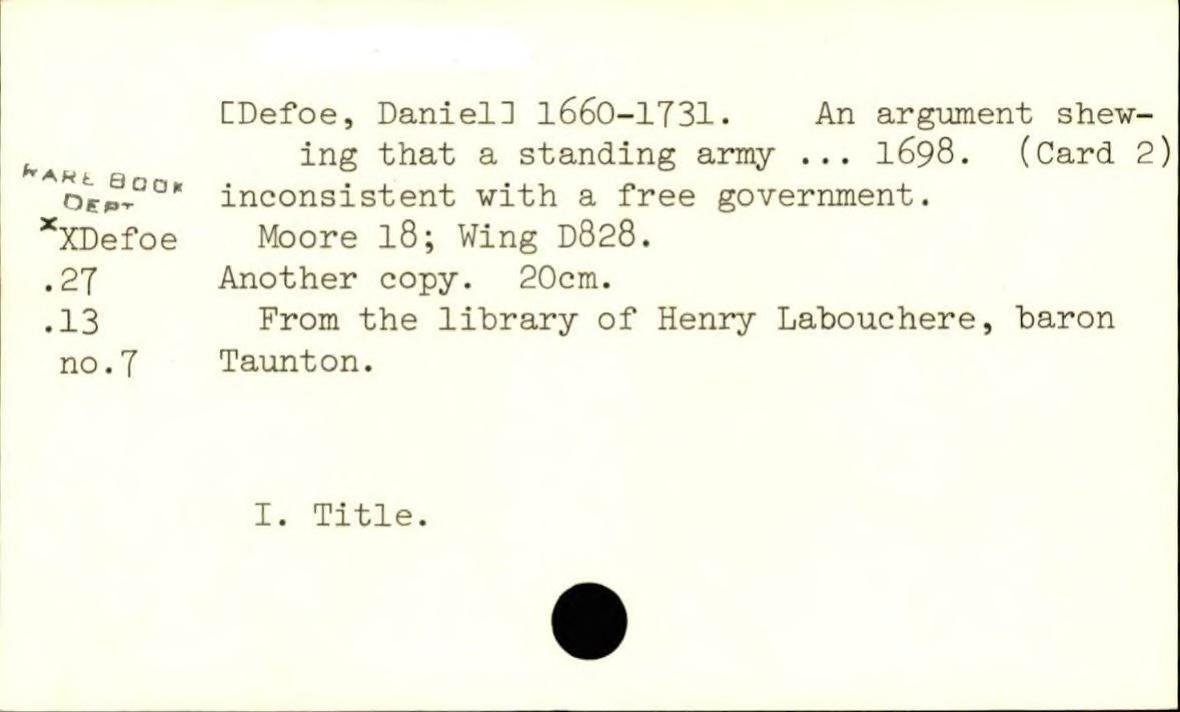 [Defoe, Daniel] 1660-1731. An argument shew-
ing that a standing army ... 1698. (Card 2)
RARE BOOK
DEPT
inconsistent with a free government.
xXDefoe Moore 18; Wing D828.
.27 Another copy. 20cm.
.13 From the library of Henry Labouchere, baron
no.7 Taunton.
I. Title.